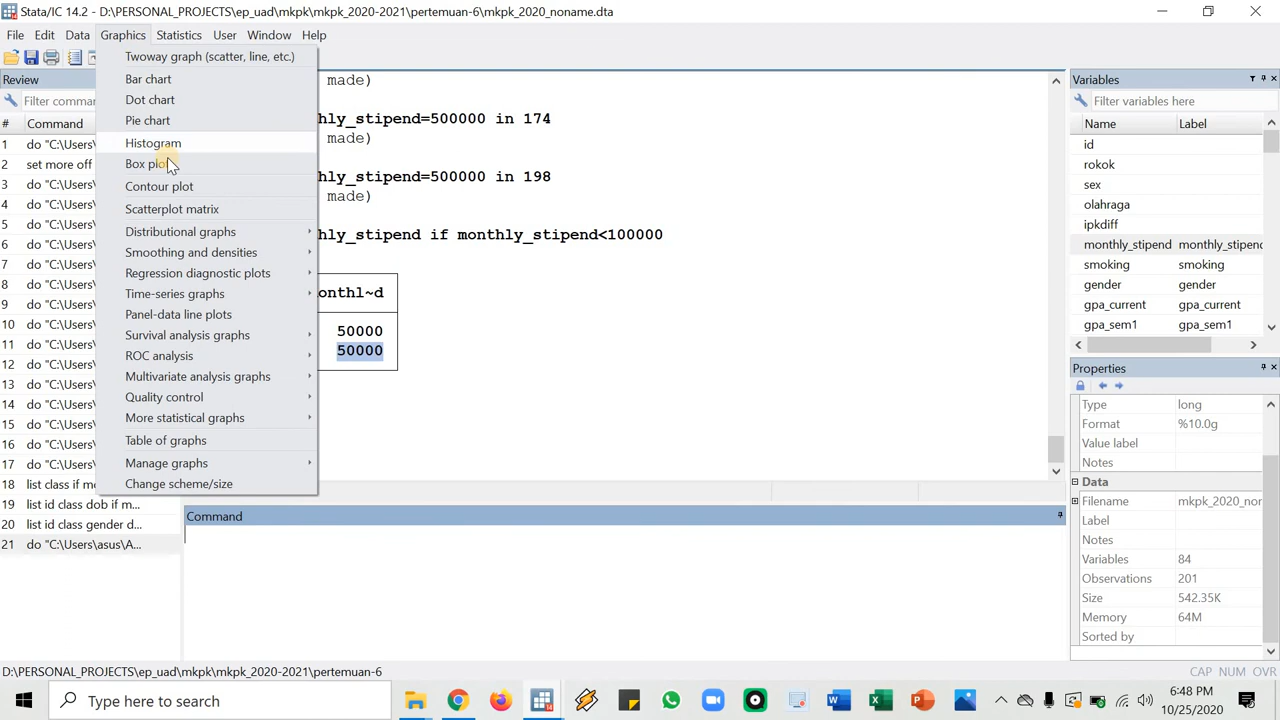 Stata/IC 14.2 - D:\PERSONAL_PROJECTS\ep_uad\mkpk\mkpk_2020-2021\pertemuan-6\mkpk_2020_noname.dta
File Edit Data Graphics Statistics User Window Help
Review
Filter comma
# Command
1 do "C:\Users\
2 set more off
3 do "C:\Users\
4 do "C:\Users\
5 do "C:\Users\
6 do "C:\Users\
7 do "C:\Users\
8 do "C:\Users\
9 do "C:\Users\
10 do "C:\Users\
11 do "C:\Users\
12 do "C:\Users\
13 do "C:\Users\
14 do "C:\Users\
15 do "C:\Users\
16 do "C:\Users\
17 do "C:\Users\
18 list if m
19 list id class dob if m...
20 list id class gender d...
21 do "C:\Users\asus\A...
Twoway graph (scatter, line, etc.)
Bar chart
Dot chart
Pie chart
Histogram
Box plot
Contour plot
Scatterplot matrix
Distributional graphs
Smoothing and densities
Regression diagnostic plots
Time-series graphs
Panel-data line plots
Survival analysis graphs
ROC analysis
Multivariate analysis graphs
Quality control
More statistical graphs
Table of graphs
Manage graphs
Change scheme/size
made)
hly_stipend=500000 in 174
made)
hly_stipend=500000 in 198
made)
hly_stipend if monthly_stipend<100000
onthl~d
50000
50000
Command
Variables
Filter variables here
Name Label
id
rokok
sex
olahraga
ipkdiff
monthly_stipend monthly_stipend
smoking smoking
gender gender
gpa_current gpa_current
gpa_sem1 gpa_sem1
Properties
Type long
Format %10.0g
Value label
Notes
Data
Filename mkpk_2020_nor
Label
Notes
Variables 84
Observations 201
Size 542.35K
Memory 64M
Sorted by
D:\PERSONAL_PROJECTS\ep_uad\mkpk\mkpk_2020-2021\pertemuan-6
CAP NUM OVR
Type here to search
6:48 PM
10/25/2020